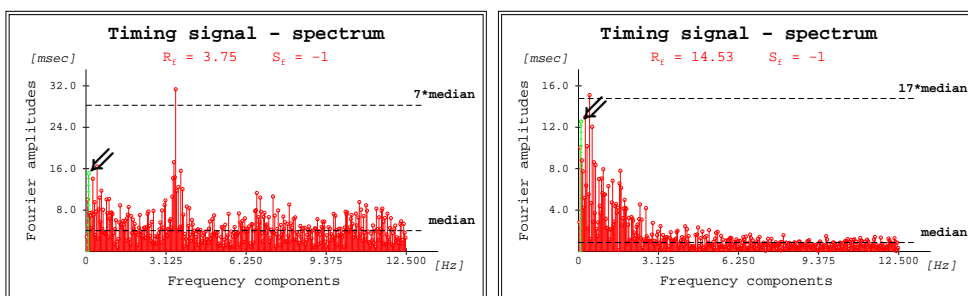 Timing signal - spectrum
[msec] R_f = 3.75 S_f = -1
32.0
7*median
24.0
16.0
8.0
median
Fourier amplitudes
0 3.125 6.250 9.375 12.500 [Hz]
Frequency components
Timing signal - spectrum
[msec] R_f = 14.53 S_f = -1
16.0
17*median
12.0
8.0
4.0
median
Fourier amplitudes
0 3.125 6.250 9.375 12.500 [Hz]
Frequency components